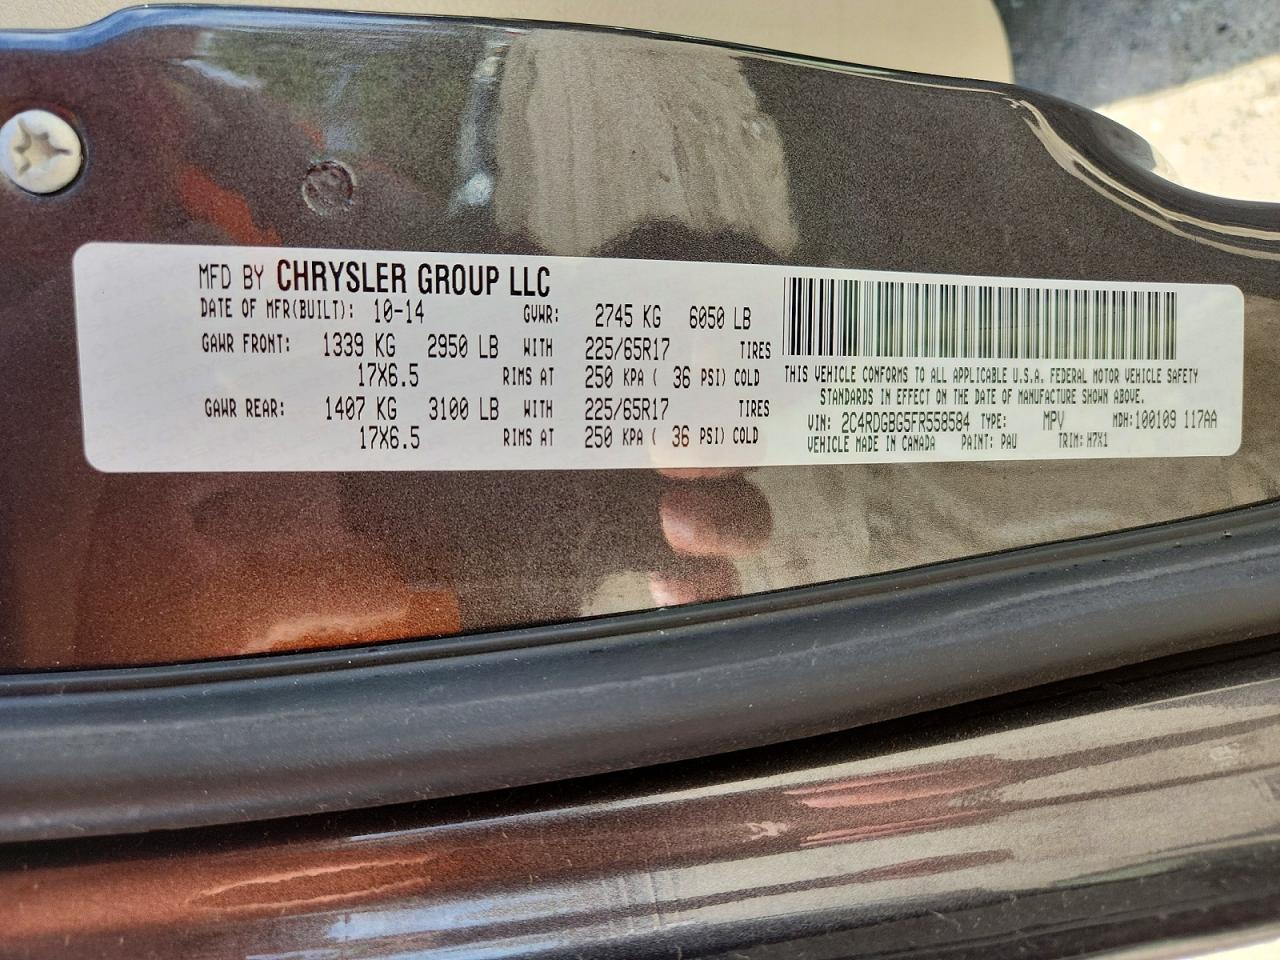 MFD BY CHRYSLER GROUP LLC
DATE OF MFR(BUILT): 10-14 GVWR: 2745 KG 6050 LB
GAWR FRONT: 1339 KG 2950 LB WITH 225/65R17 TIRES
17X6.5 RIMS AT 250 KPA ( 36 PSI) COLD
GAWR REAR: 1407 KG 3100 LB WITH 225/65R17 TIRES
17X6.5 RIMS AT 250 KPA ( 36 PSI) COLD
THIS VEHICLE CONFORMS TO ALL APPLICABLE U.S.A. FEDERAL MOTOR VEHICLE SAFETY
STANDARDS IN EFFECT ON THE DATE OF MANUFACTURE SHOWN ABOVE.
VIN: 2C4RDGBG5FR558584 TYPE: MPV MDH:100109 117AA
VEHICLE MADE IN CANADA PAINT: PAU TRIM: H7X1